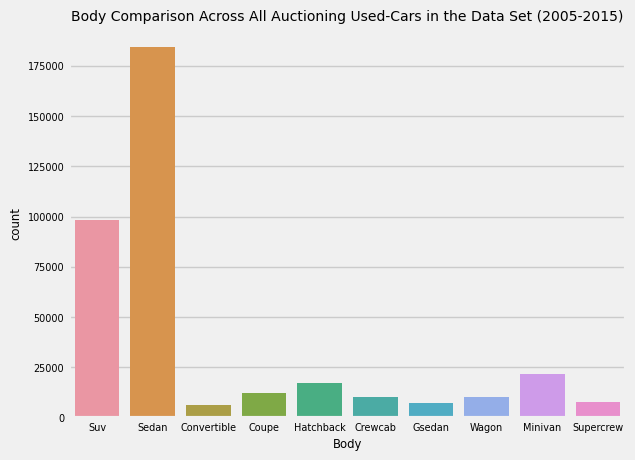 Body Comparison Across All Auctioning Used-Cars in the Data Set (2005-2015)
175000
150000
125000
100000
75000
50000
25000
0
count
Suv Sedan Convertible Coupe Hatchback Crewcab Gsedan Wagon Minivan Supercrew
Body